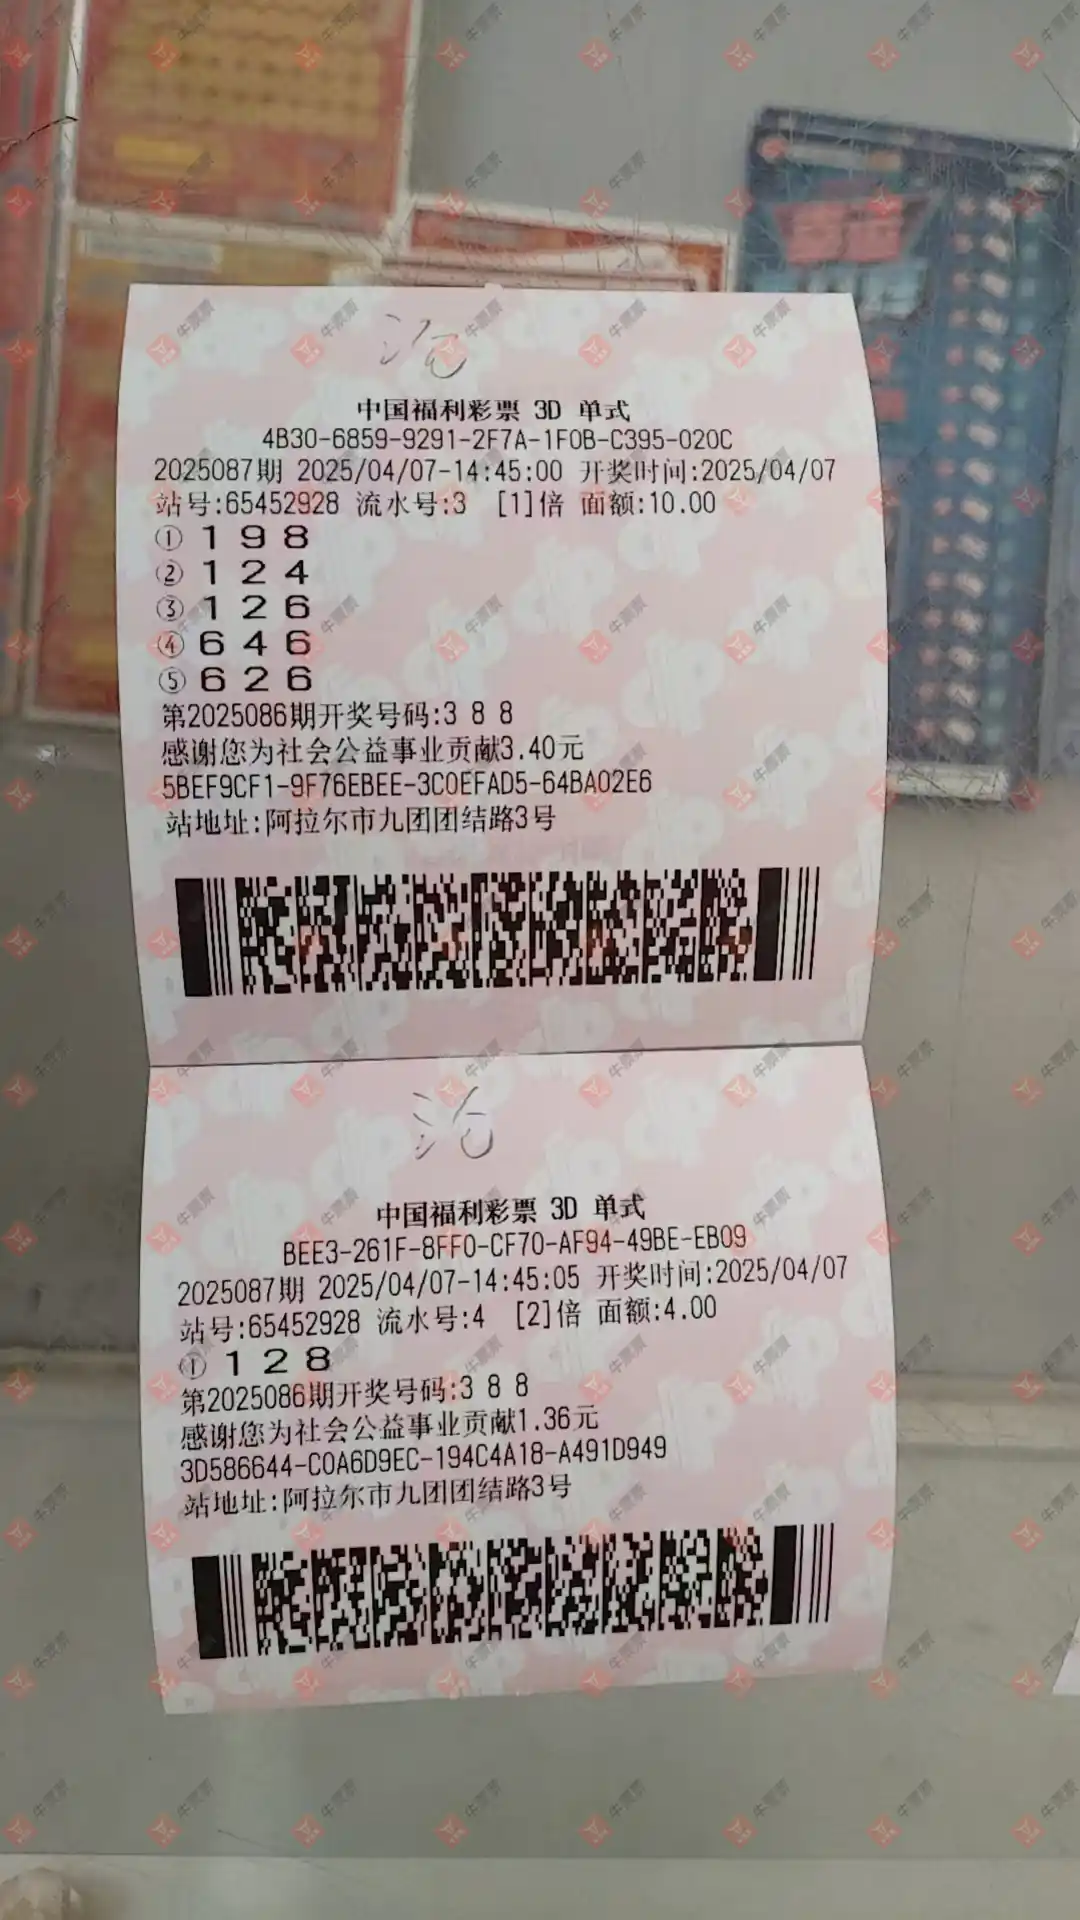 沧
中国福利彩票 3D 单式
4B30-6859-9291-2F7A-1F0B-C395-020C
2025087期 2025/04/07-14:45:00 开奖时间:2025/04/07
站号:65452928 流水号:3 [1]倍 面额:10.00
① 1 9 8
② 1 2 4
③ 1 2 6
④ 6 4 6
⑤ 6 2 6
第2025086期开奖号码:3 8 8
感谢您为社会公益事业贡献3.40元
5BEF9CF1-9F76EBEE-3C0EFAD5-64BA02E6
站地址:阿拉尔市九团团结路3号
沧
中国福利彩票 3D 单式
BEE3-261F-8FF0-CF70-AF94-49BE-EB09
2025087期 2025/04/07-14:45:05 开奖时间:2025/04/07
站号:65452928 流水号:4 [2]倍 面额:4.00
① 1 2 8
第2025086期开奖号码:3 8 8
感谢您为社会公益事业贡献1.36元
3D586644-C0A6D9EC-194C4A18-A491D949
站地址:阿拉尔市九团团结路3号
牛票票